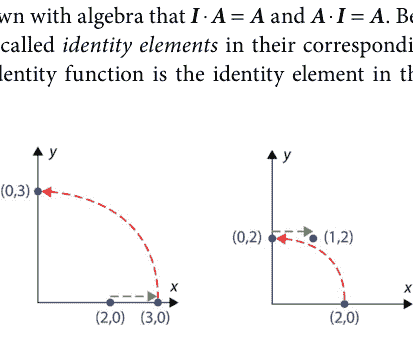 wn with algebra that I · A = A and A · I = A. Be
called identity elements in their correspondi
dentity function is the identity element in th
y
y
(0,3)
(0,2)
(1,2)
x
x
(2,0) (3,0)
(2,0)